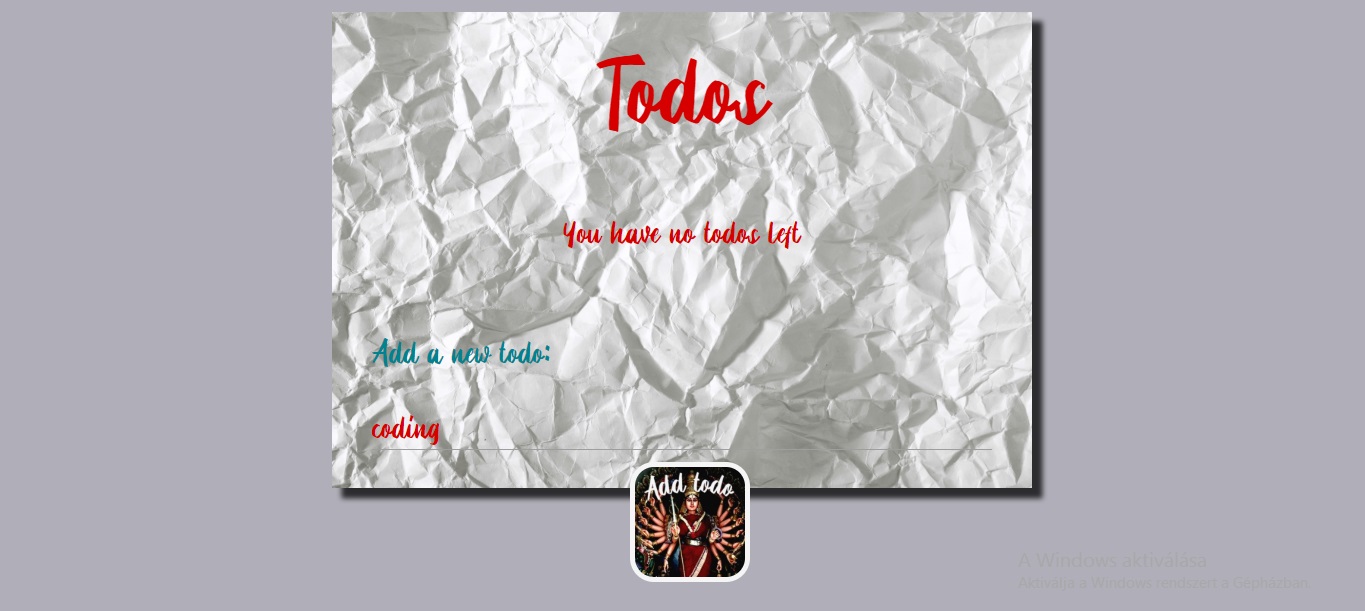 Todos
You have no todos left
Add a new todo:
coding
Add todo
A Windows aktiválása
Aktiválja a Windows rendszert a Gépházban.